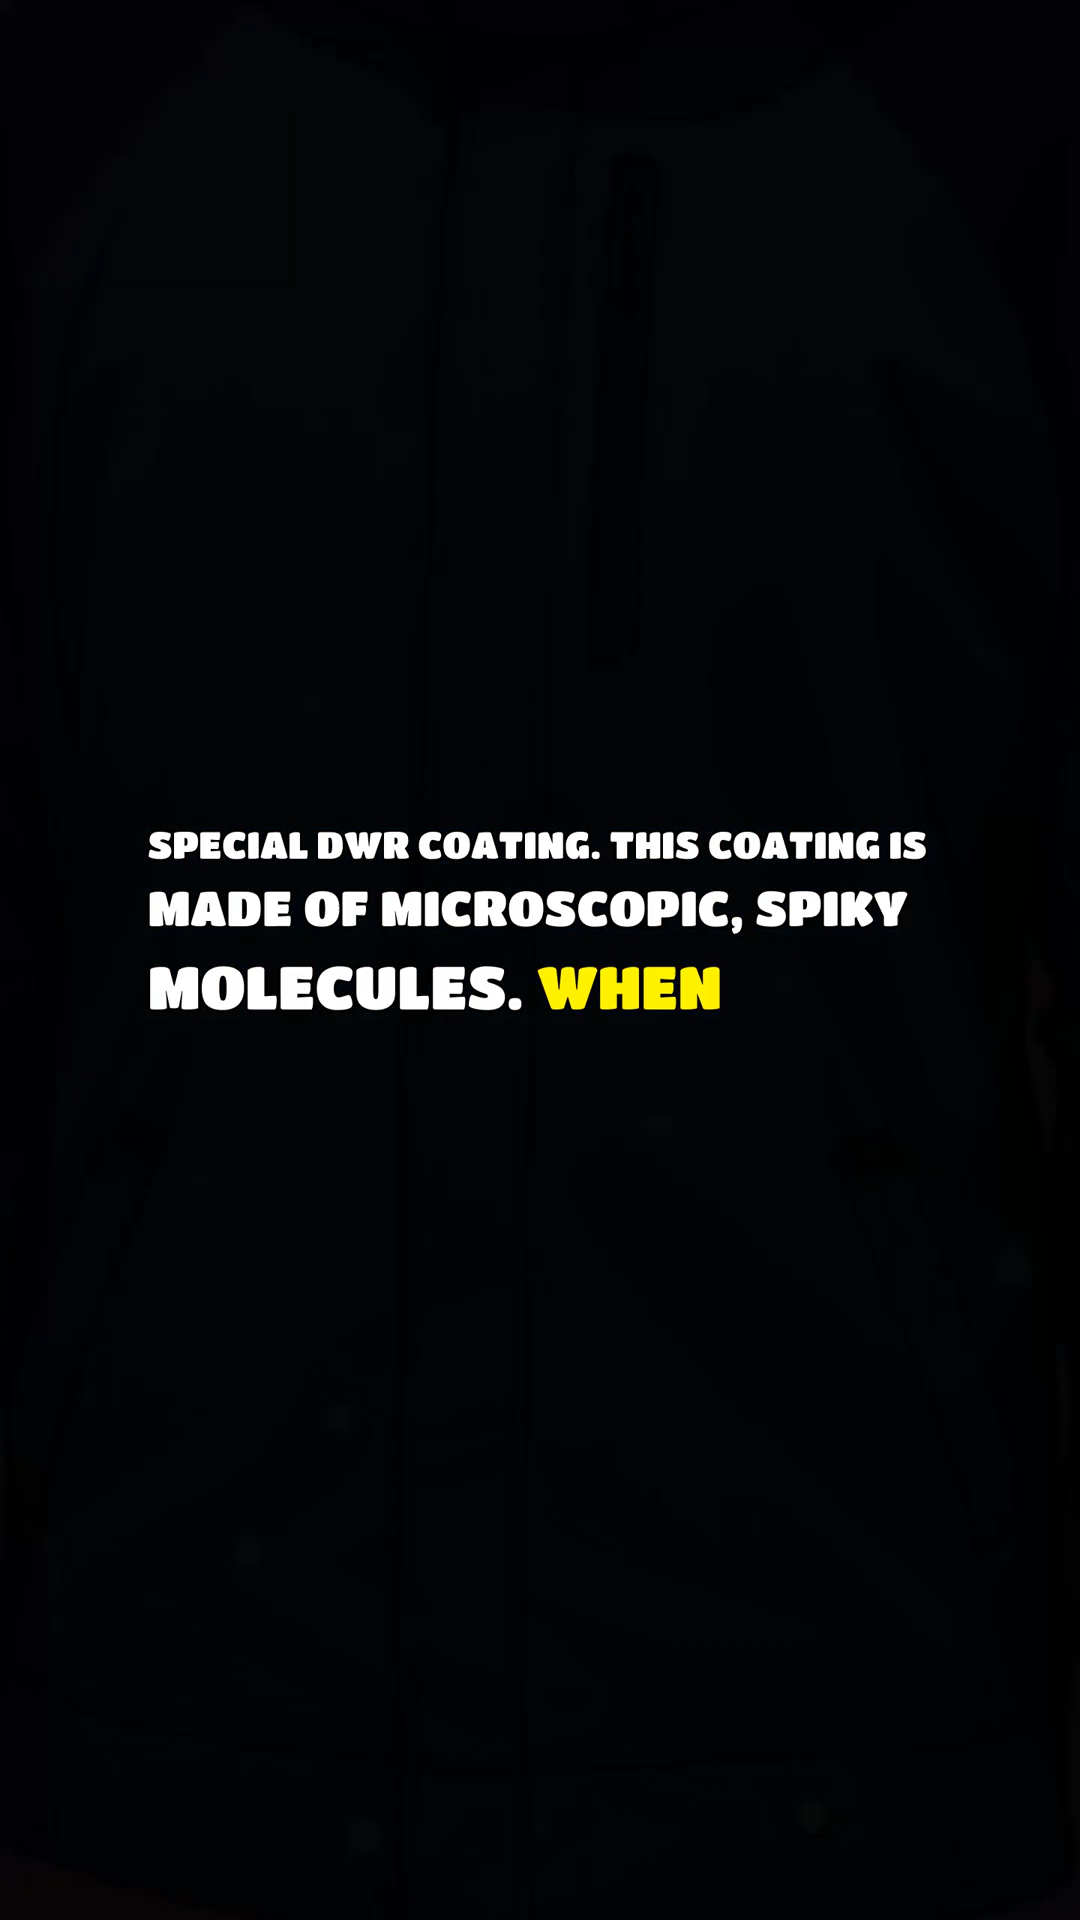 SPECIAL DWR COATING. THIS COATING IS
MADE OF MICROSCOPIC, SPIKY
MOLECULES. WHEN